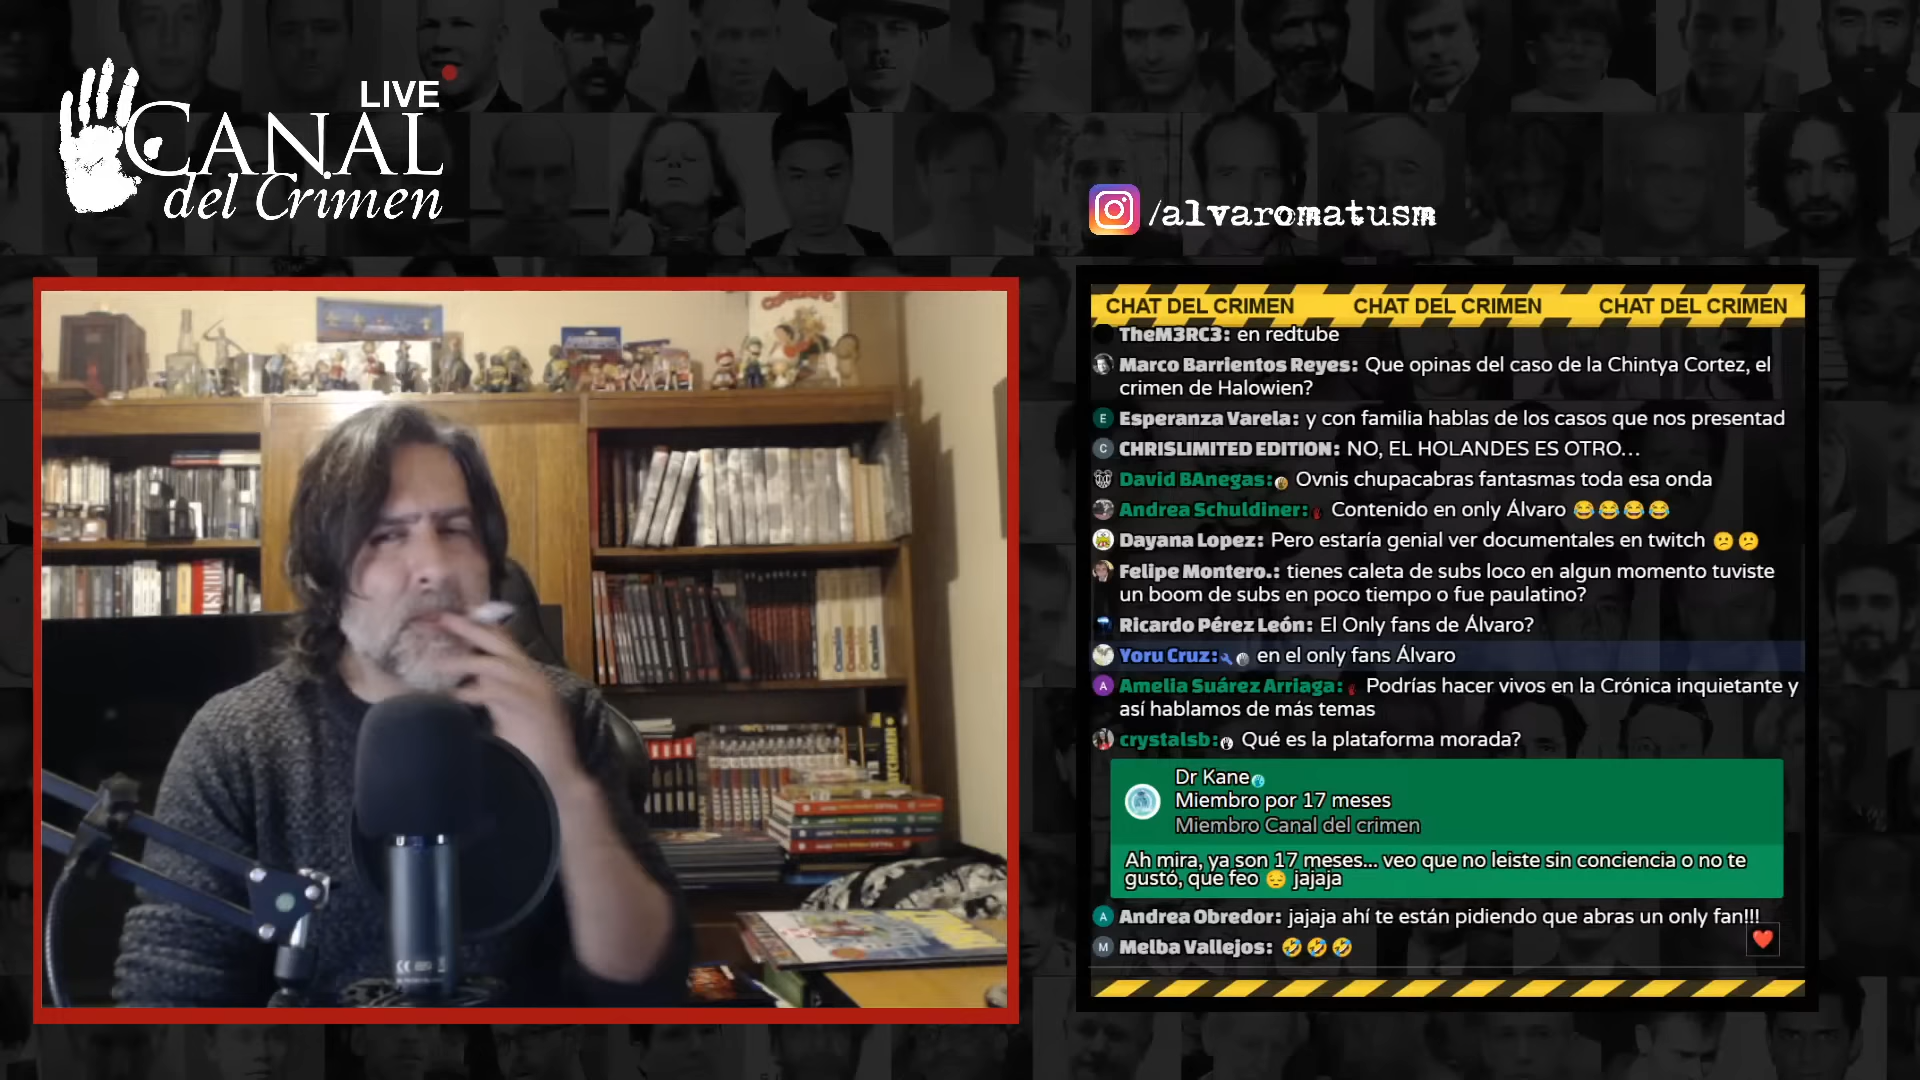 LIVE
CANAL
del Crimen
/alvaromatusm
CHAT DEL CRIMEN CHAT DEL CRIMEN CHAT DEL CRIMEN
TheM3RC3: en redtube
Marco Barrientos Reyes: Que opinas del caso de la Chintya Cortez, el
crimen de Halowien?
E Esperanza Varela: y con familia hablas de los casos que nos presentad
C CHRISLIMITED EDITION: NO, EL HOLANDES ES OTRO...
David BAnegas: Ovnis chupacabras fantasmas toda esa onda
Andrea Schuldiner: Contenido en only Álvaro 😂😂😂😂
Dayana Lopez: Pero estaría genial ver documentales en twitch 😕😕
Felipe Montero.: tienes caleta de subs loco en algun momento tuviste
un boom de subs en poco tiempo o fue paulatino?
Ricardo Pérez León: El Only fans de Álvaro?
Yoru Cruz: en el only fans Álvaro
A Amelia Suárez Arriaga: Podrías hacer vivos en la Crónica inquietante y
así hablamos de más temas
crystalsb: Qué es la plataforma morada?
Dr Kane
Miembro por 17 meses
Miembro Canal del crimen
Ah mira, ya son 17 meses... veo que no leiste sin conciencia o no te
gustó, que feo 😔 jajaja
A Andrea Obredor: jajaja ahí te están pidiendo que abras un only fan!!!
M Melba Vallejos: 🤣🤣🤣